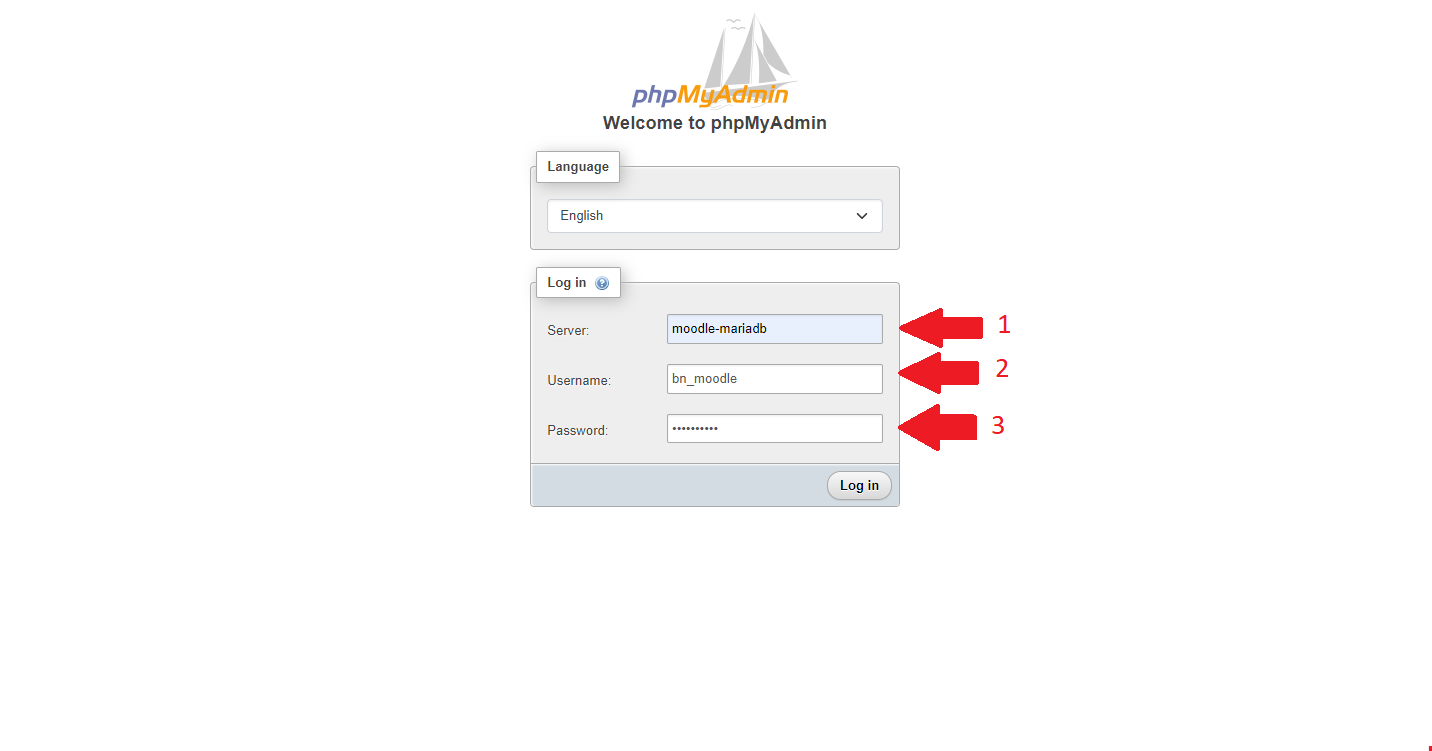 phpMyAdmin
Welcome to phpMyAdmin
Language
English
Log in
Server: moodle-mariadb 1
Username: bn_moodle 2
Password: •••••••••• 3
Log in